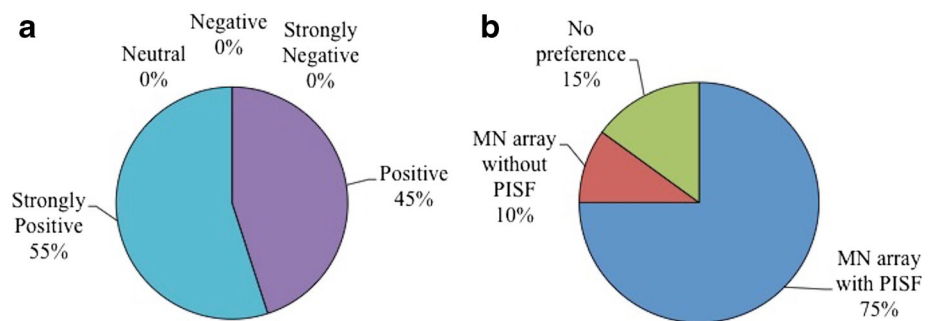 a
Negative
0%
Strongly
Negative
0%
Neutral
0%
Positive
45%
Strongly
Positive
55%
b
No
preference
15%
MN array
without
PISF
10%
MN array
with PISF
75%